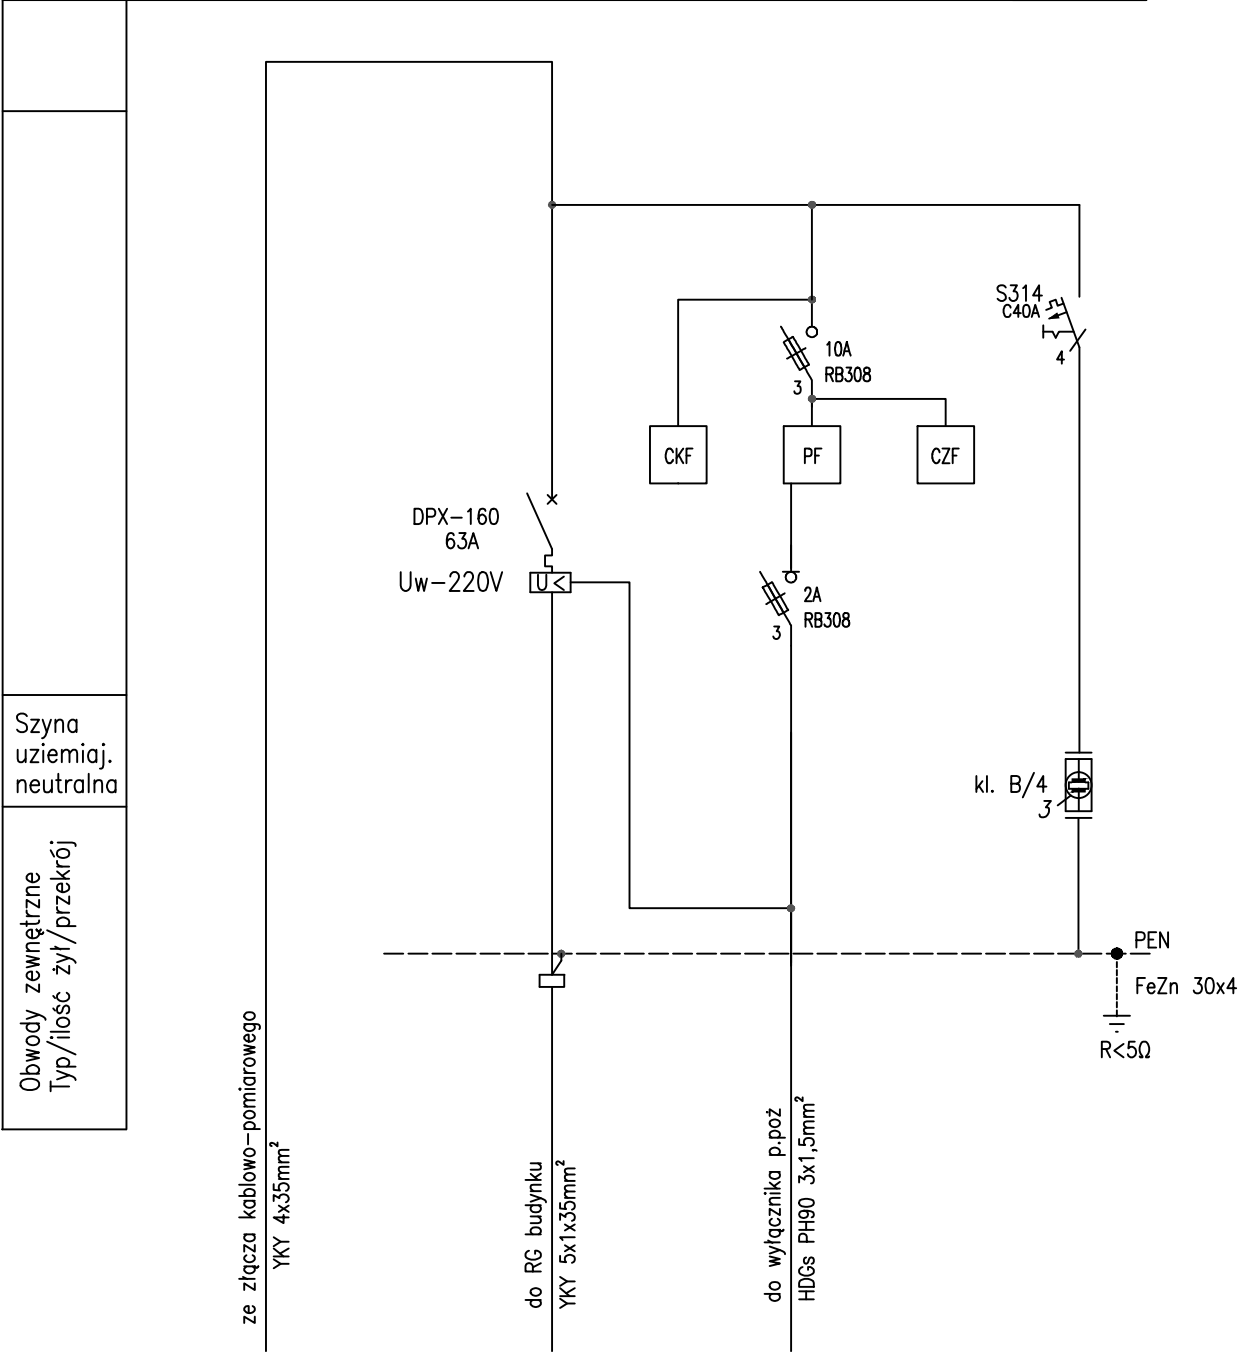 S314
C40A
4
10A
RB308
3
CKF
PF
CZF
DPX-160
63A
Uw-220V
U<
2A
RB308
3
Szyna
uziemiaj.
neutralna
kl. B/4
3
PEN
FeZn 30x4
R<5Ω
Obwody zewnętrzne
Typ/ilość żył/przekrój
ze złącza kablowo-pomiarowego
YKY 4x35mm²
do RG budynku
YKY 5x1x35mm²
do wyłącznika p.poż
HDGs PH90 3x1,5mm²